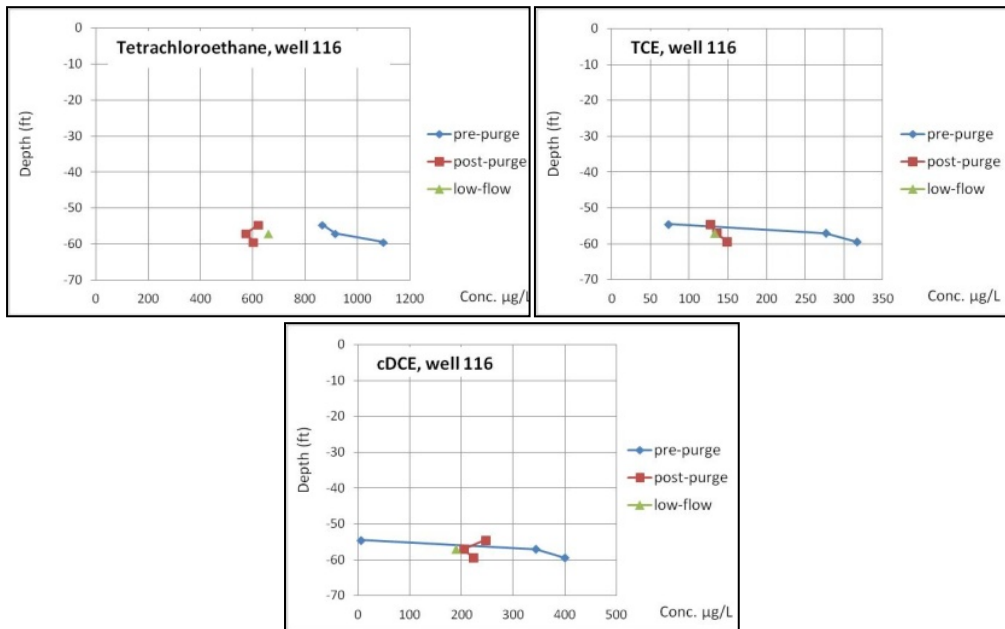 Tetrachloroethane, well 116
Depth (ft)
0
-10
-20
-30
-40
-50
-60
-70
0 200 400 600 800 1000 1200
Conc. µg/L
pre-purge
post-purge
low-flow
TCE, well 116
Depth (ft)
0
-10
-20
-30
-40
-50
-60
-70
0 50 100 150 200 250 300 350
Conc. µg/L
pre-purge
post-purge
low-flow
cDCE, well 116
Depth (ft)
0
-10
-20
-30
-40
-50
-60
-70
0 100 200 300 400 500
Conc. µg/L
pre-purge
post-purge
low-flow